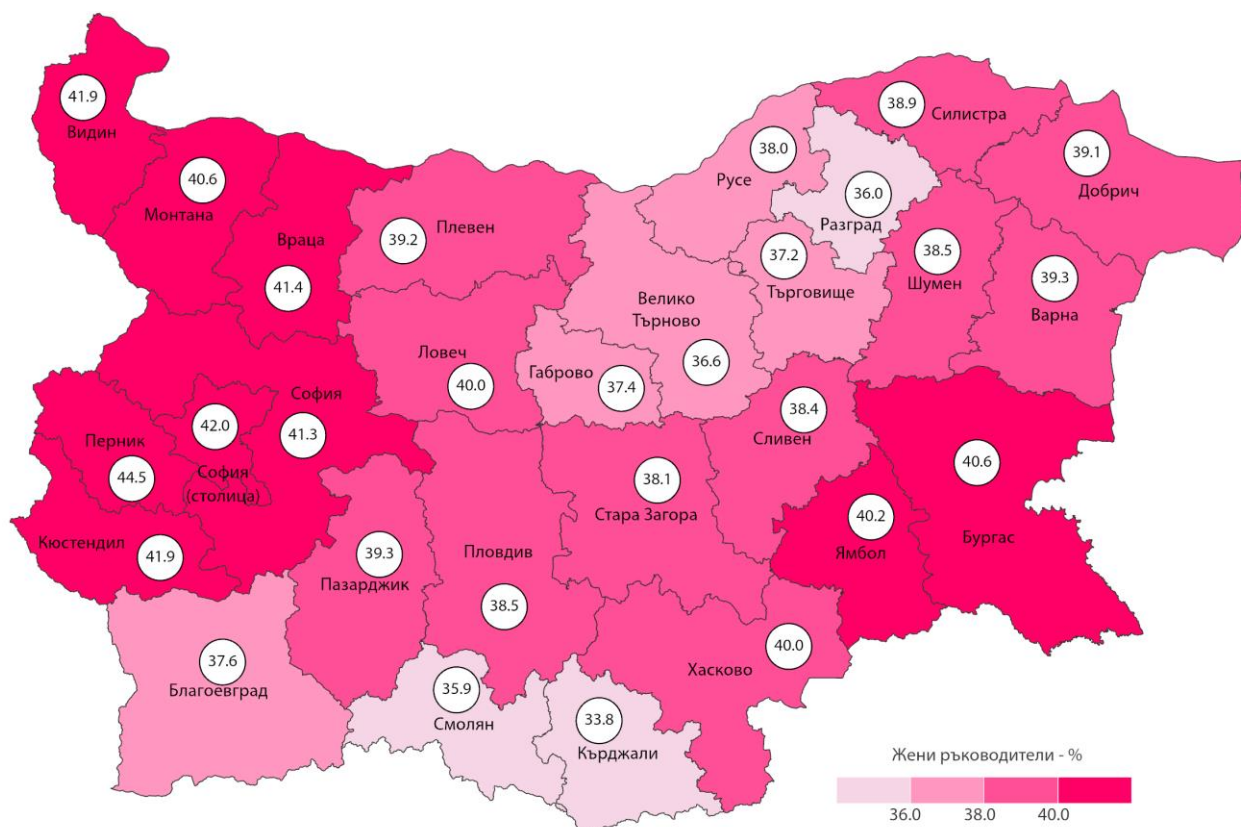 41.9
Видин
40.6
Монтана
Враца
41.4
39.2
Плевен
Ловеч
40.0
38.0
Русе
36.0
Разград
38.9
Силистра
39.1
Добрич
37.2
Търговище
38.5
Шумен
39.3
Варна
Велико
Търново
36.6
Габрово
37.4
София
41.3
42.0
София
(столица)
Перник
44.5
Кюстендил
41.9
39.3
Пазарджик
Пловдив
38.5
38.1
Стара Загора
38.4
Сливен
40.2
Ямбол
40.6
Бургас
37.6
Благоевград
35.9
Смолян
33.8
Кърджали
40.0
Хасково
Жени ръководители - %
36.0 38.0 40.0